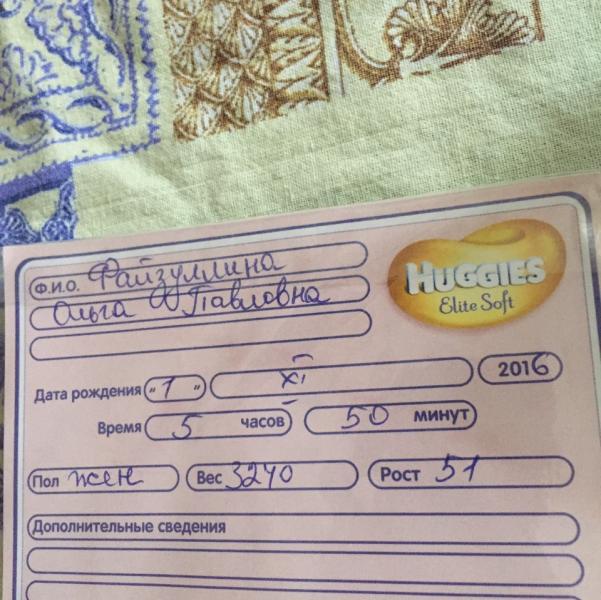 Ф.И.О. Файзуллина
Ольга Павловна
HUGGIES
Elite Soft
Дата рождения "1" XI 2016
Время 5 часов 50 минут
Пол жен Вес 3240 Рост 51
Дополнительные сведения